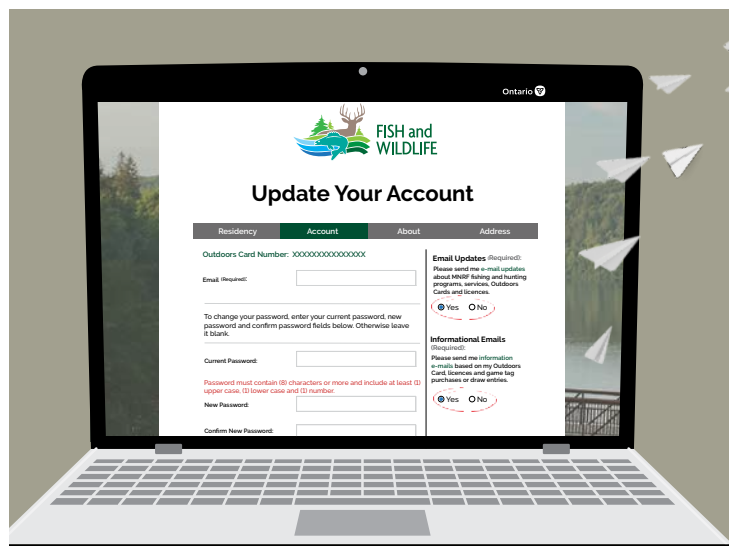 Ontario
FISH and
WILDLIFE
Update Your Account
Residency Account About Address
Outdoors Card Number: XXXXXXXXXXXXXXX
Email (Required):
To change your password, enter your current password, new
password and confirm password fields below. Otherwise leave
it blank.
Current Password:
Password must contain (8) characters or more and include at least (1)
upper case, (1) lower case and (1) number.
New Password:
Confirm New Password:
Email Updates (Required):
Please send me e-mail updates
about MNRF fishing and hunting
programs, services, Outdoors
Cards and licences.
Yes No
Informational Emails
(Required):
Please send me information
e-mails based on my Outdoors
Card, licences and game tag
purchases or draw entries.
Yes No